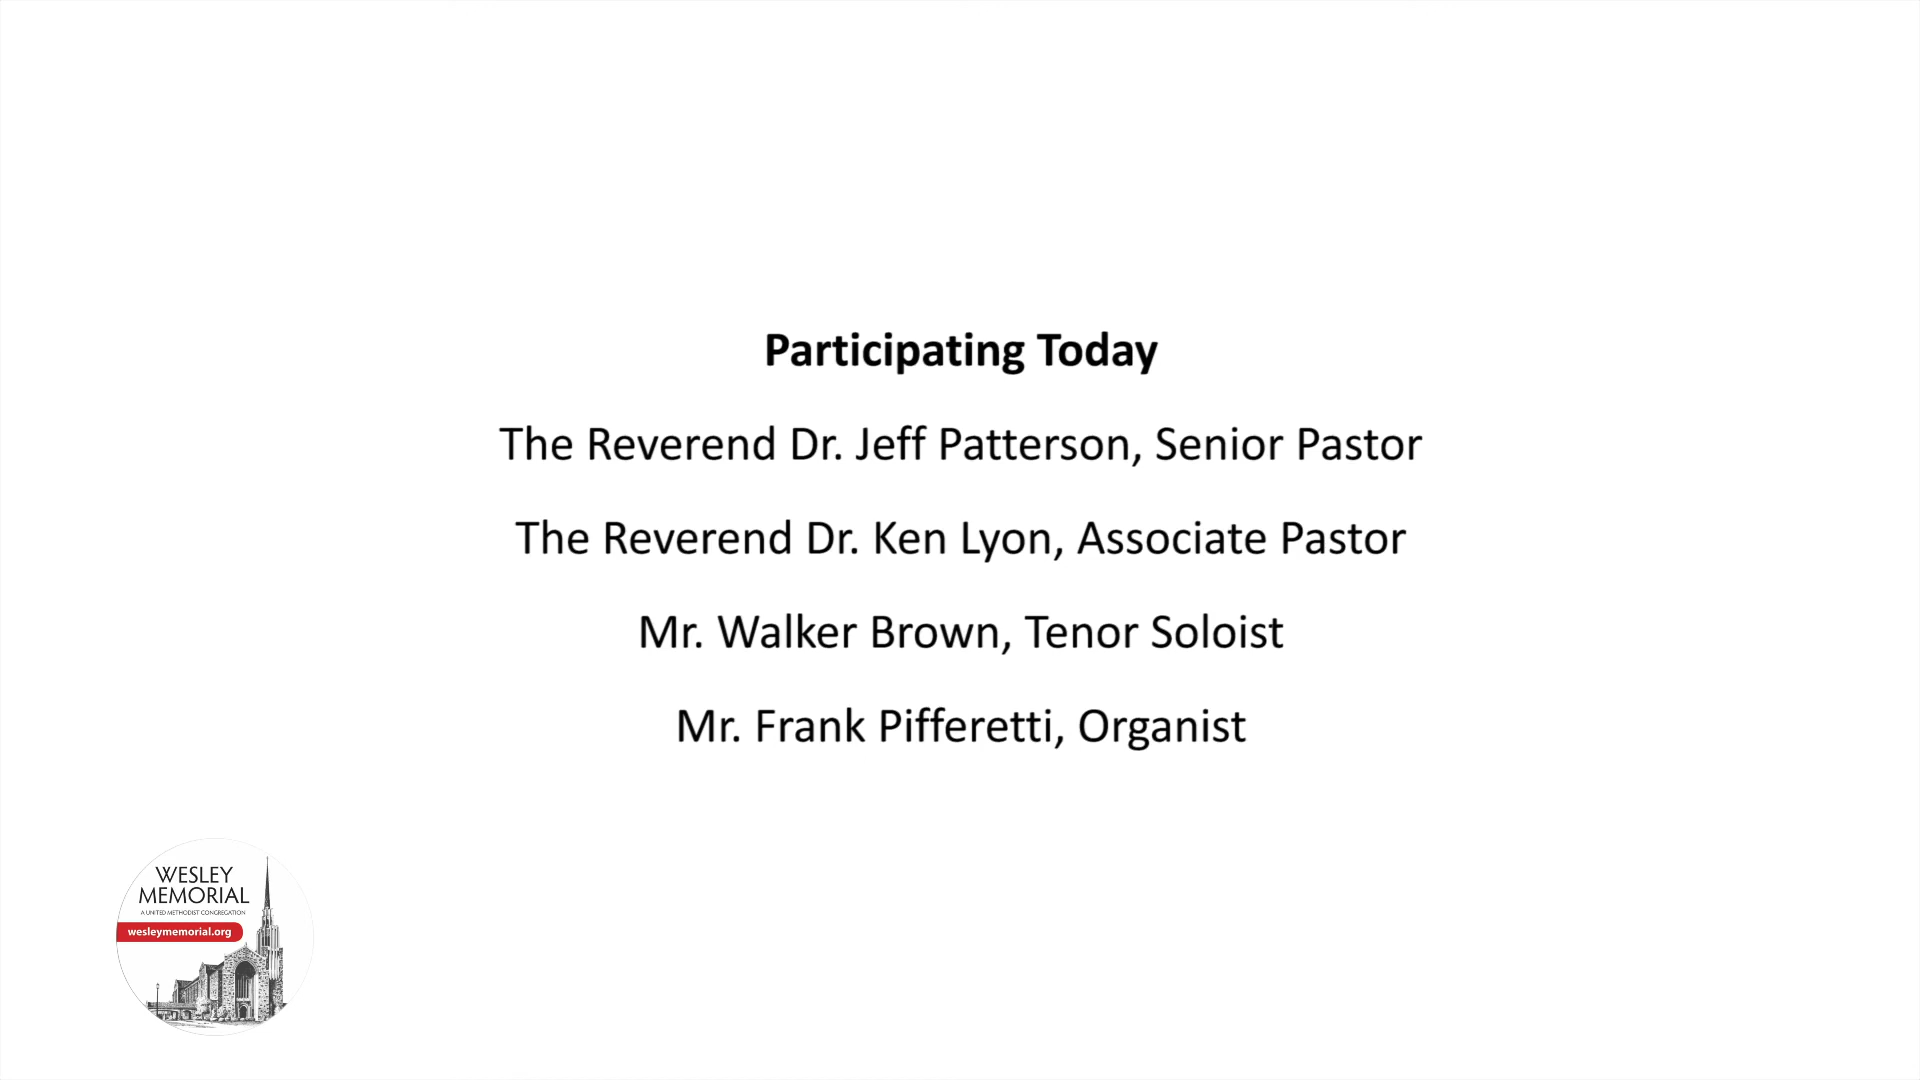 Participating Today
The Reverend Dr. Jeff Patterson, Senior Pastor
The Reverend Dr. Ken Lyon, Associate Pastor
Mr. Walker Brown, Tenor Soloist
Mr. Frank Pifferetti, Organist
WESLEY
MEMORIAL
A UNITED METHODIST CONGREGATION
wesleymemorial.org